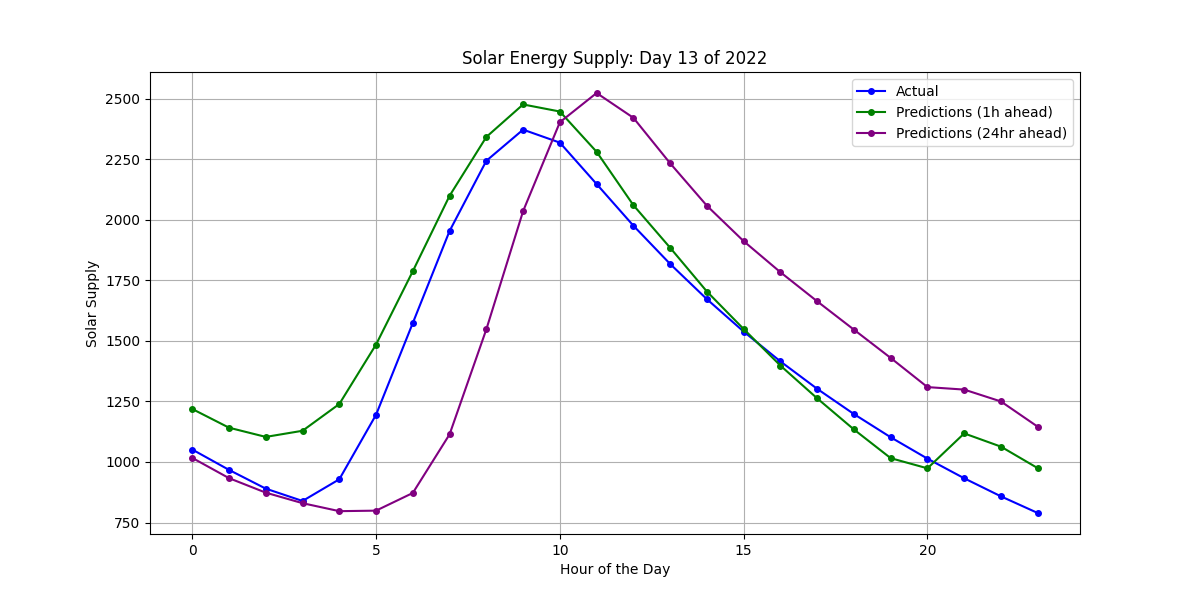 Solar Energy Supply: Day 13 of 2022
Actual
Predictions (1h ahead)
Predictions (24hr ahead)
2500
2250
2000
1750
1500
1250
1000
750
Solar Supply
0 5 10 15 20
Hour of the Day